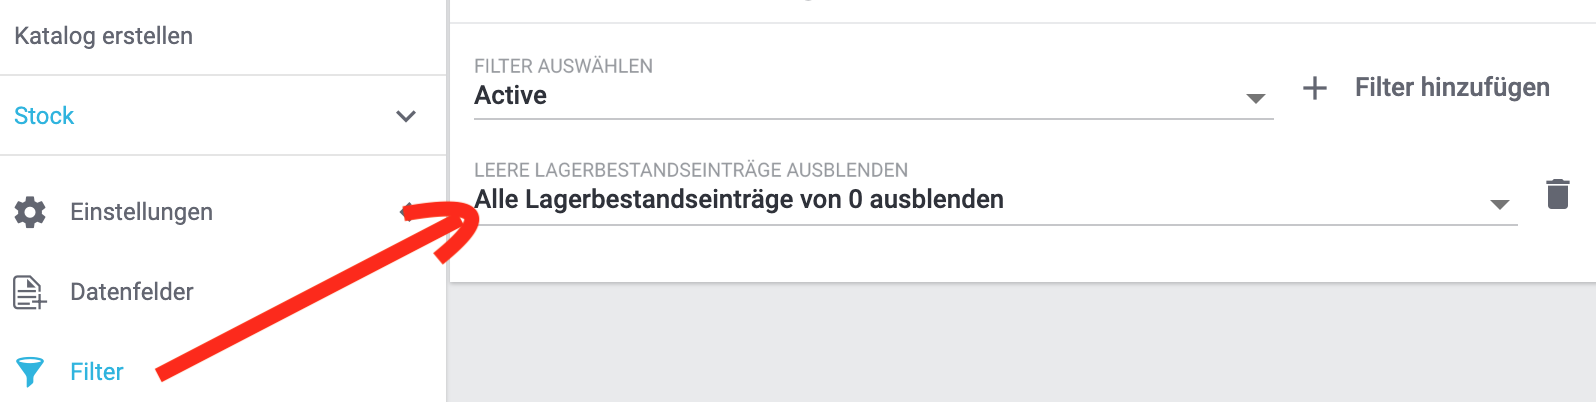 Katalog erstellen
Stock
Einstellungen
Datenfelder
Filter
FILTER AUSWÄHLEN
Active
Filter hinzufügen
LEERE LAGERBESTANDSEINTRÄGE AUSBLENDEN
Alle Lagerbestandseinträge von 0 ausblenden